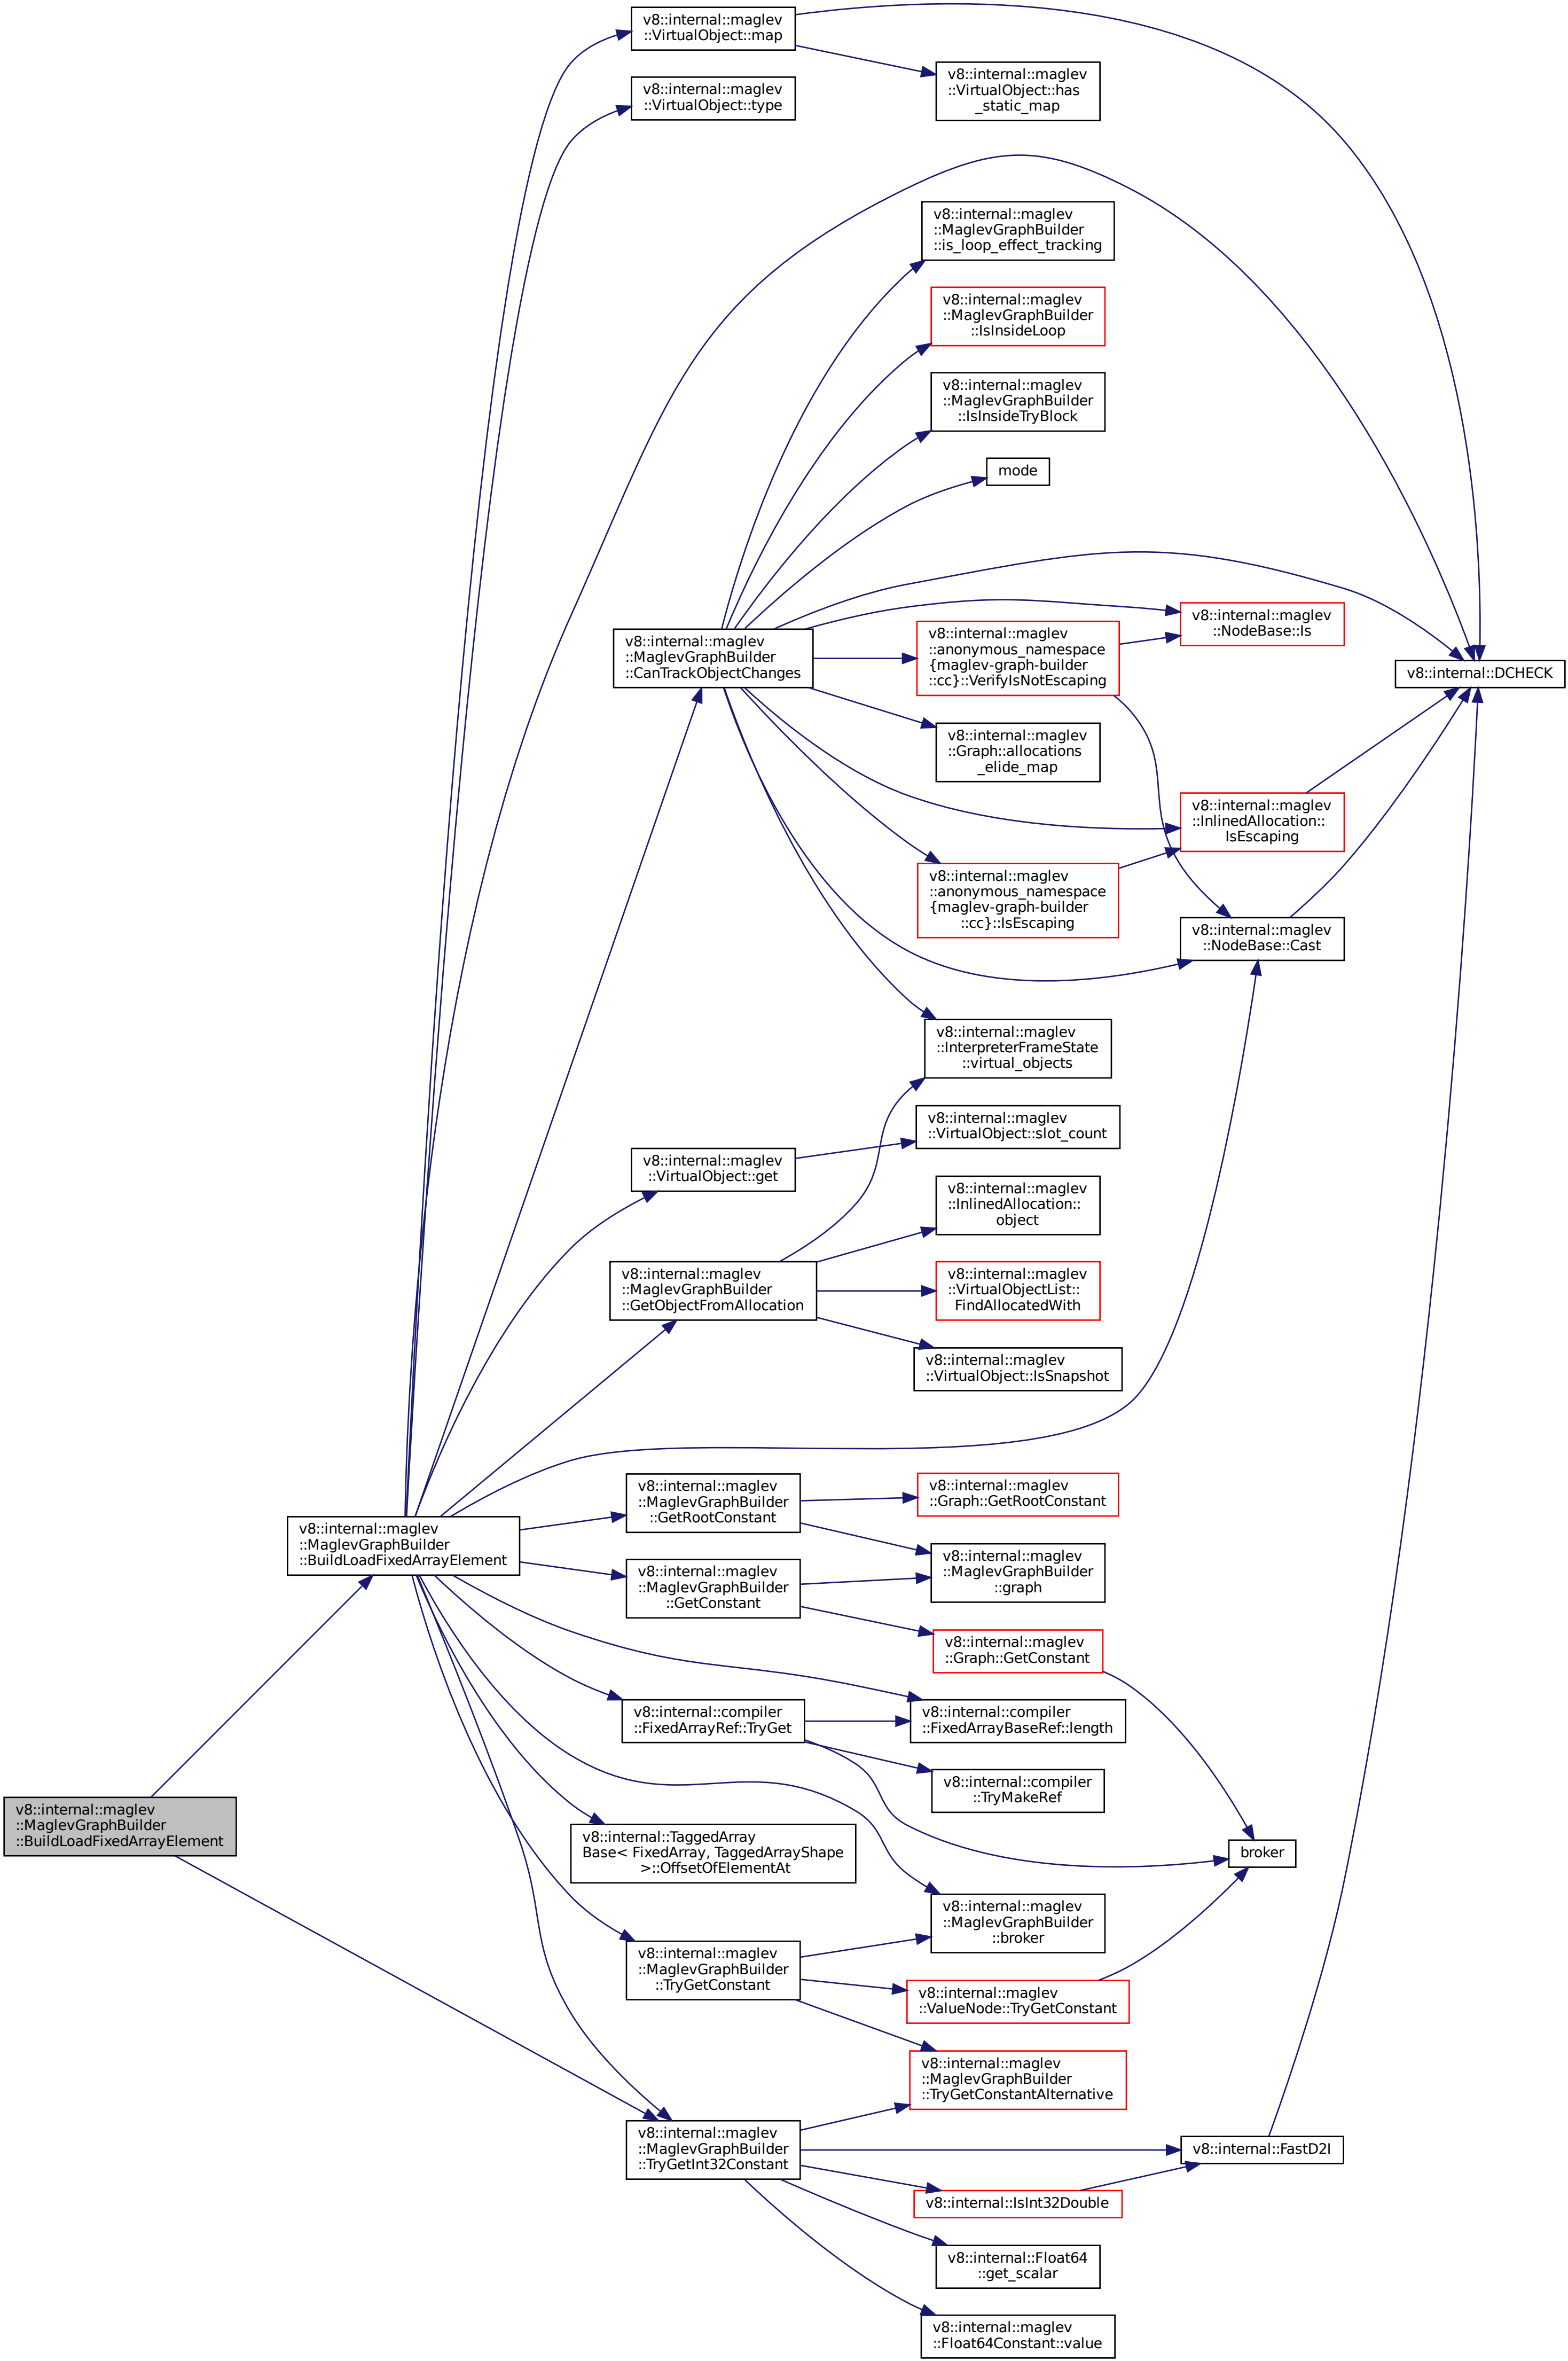 v8::internal::maglev
::VirtualObject::map
v8::internal::maglev
::VirtualObject::has
_static_map
v8::internal::maglev
::VirtualObject::type
v8::internal::maglev
::MaglevGraphBuilder
::is_loop_effect_tracking
v8::internal::maglev
::MaglevGraphBuilder
::IsInsideLoop
v8::internal::maglev
::MaglevGraphBuilder
::IsInsideTryBlock
mode
v8::internal::maglev
::NodeBase::Is
v8::internal::maglev
::MaglevGraphBuilder
::CanTrackObjectChanges
v8::internal::maglev
::anonymous_namespace
{maglev-graph-builder
::cc}::VerifyIsNotEscaping
v8::internal::DCHECK
v8::internal::maglev
::Graph::allocations
_elide_map
v8::internal::maglev
::InlinedAllocation::
IsEscaping
v8::internal::maglev
::anonymous_namespace
{maglev-graph-builder
::cc}::IsEscaping
v8::internal::maglev
::NodeBase::Cast
v8::internal::maglev
::InterpreterFrameState
::virtual_objects
v8::internal::maglev
::VirtualObject::slot_count
v8::internal::maglev
::VirtualObject::get
v8::internal::maglev
::InlinedAllocation::
object
v8::internal::maglev
::MaglevGraphBuilder
::GetObjectFromAllocation
v8::internal::maglev
::VirtualObjectList::
FindAllocatedWith
v8::internal::maglev
::VirtualObject::IsSnapshot
v8::internal::maglev
::MaglevGraphBuilder
::GetRootConstant
v8::internal::maglev
::Graph::GetRootConstant
v8::internal::maglev
::MaglevGraphBuilder
::BuildLoadFixedArrayElement
v8::internal::maglev
::MaglevGraphBuilder
::graph
v8::internal::maglev
::MaglevGraphBuilder
::GetConstant
v8::internal::maglev
::Graph::GetConstant
v8::internal::compiler
::FixedArrayRef::TryGet
v8::internal::compiler
::FixedArrayBaseRef::length
v8::internal::compiler
::TryMakeRef
v8::internal::maglev
::MaglevGraphBuilder
::BuildLoadFixedArrayElement
v8::internal::TaggedArray
Base< FixedArray, TaggedArrayShape
>::OffsetOfElementAt
broker
v8::internal::maglev
::MaglevGraphBuilder
::broker
v8::internal::maglev
::MaglevGraphBuilder
::TryGetConstant
v8::internal::maglev
::ValueNode::TryGetConstant
v8::internal::maglev
::MaglevGraphBuilder
::TryGetConstantAlternative
v8::internal::maglev
::MaglevGraphBuilder
::TryGetInt32Constant
v8::internal::FastD2I
v8::internal::IsInt32Double
v8::internal::Float64
::get_scalar
v8::internal::maglev
::Float64Constant::value